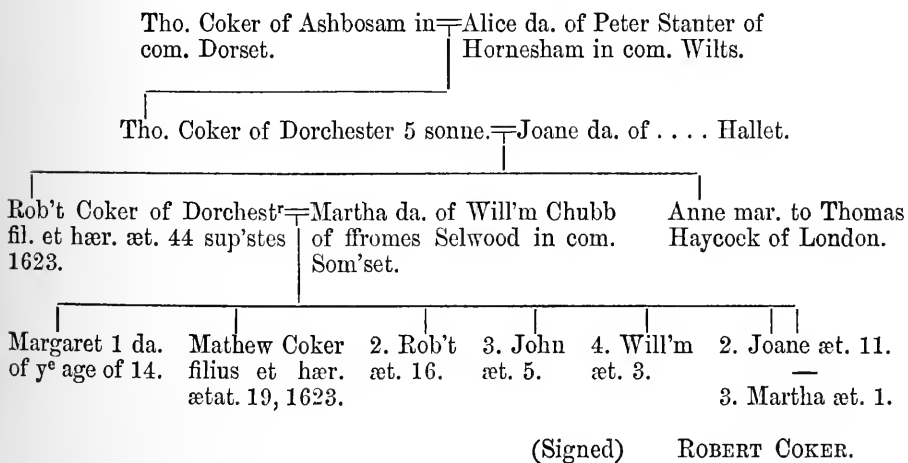 Tho. Coker of Ashbosam in com. Dorset.
Alice da. of Peter Stanter of Hornesham in com. Wilts.
Tho. Coker of Dorchester 5 sonne.
Joane da. of .... Hallet.
Rob't Coker of Dorchestʳ
fil. et hær. æt. 44 sup'stes
1623.
Martha da. of Will'm Chubb
of ffromes Selwood in com.
Som'set.
Anne mar. to Thomas
Haycock of London.
Margaret 1 da.
of yᵉ age of 14.
Mathew Coker
filius et hær.
ætat. 19, 1623.
2. Rob't
æt. 16.
3. John
æt. 5.
4. Will'm
æt. 3.
2. Joane æt. 11.
—
3. Martha æt. 1.
(Signed) ROBERT COKER.